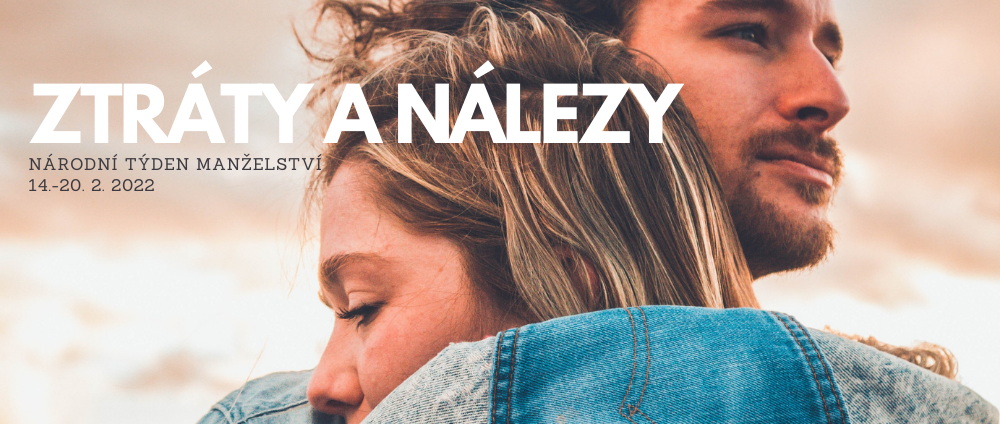 ZTRÁTY A NÁLEZY
NÁRODNÍ TÝDEN MANŽELSTVÍ
14.-20. 2. 2022